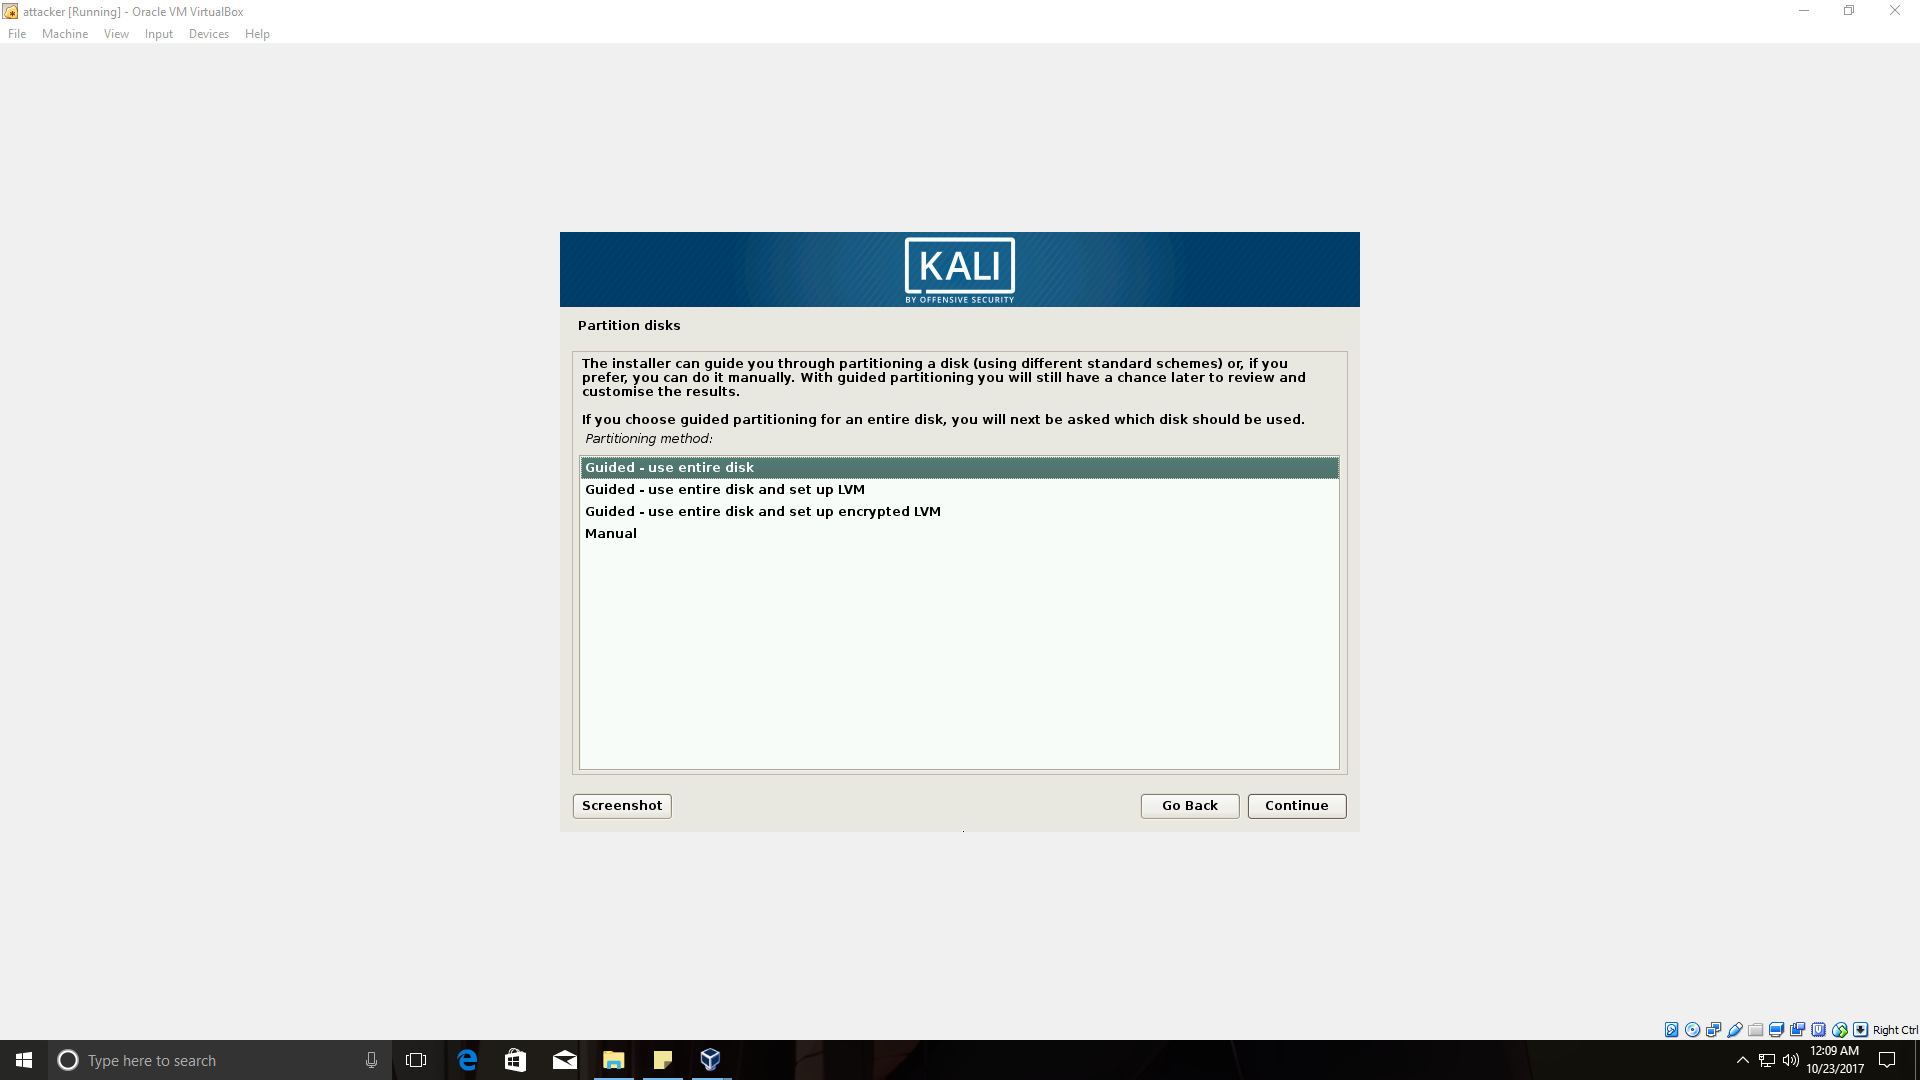 attacker [Running] - Oracle VM VirtualBox
File Machine View Input Devices Help
KALI
BY OFFENSIVE SECURITY
Partition disks
The installer can guide you through partitioning a disk (using different standard schemes) or, if you
prefer, you can do it manually. With guided partitioning you will still have a chance later to review and
customise the results.
If you choose guided partitioning for an entire disk, you will next be asked which disk should be used.
Partitioning method:
Guided - use entire disk
Guided - use entire disk and set up LVM
Guided - use entire disk and set up encrypted LVM
Manual
Screenshot Go Back Continue
Right Ctrl
Type here to search
12:09 AM
10/23/2017